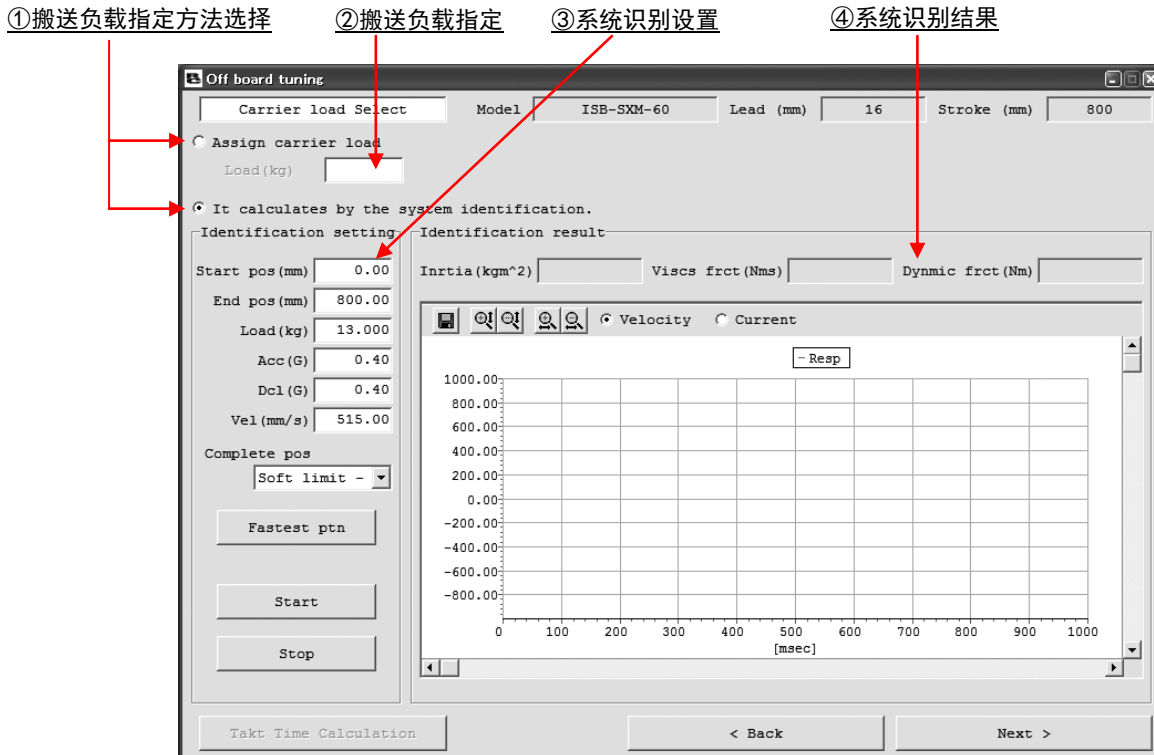 ①搬送负载指定方法选择 ②搬送负载指定 ③系统识别设置 ④系统识别结果
Off board tuning
Carrier load Select Model ISB-SXM-60 Lead (mm) 16 Stroke (mm) 800
Assign carrier load
Load(kg)
It calculates by the system identification.
Identification setting Identification result
Start pos(mm) 0.00 Inrtia(kgm^2) Viscs frct(Nms) Dynmic frct(Nm)
End pos(mm) 800.00
Velocity Current
Load(kg) 13.000
Acc(G) 0.40
Dcl(G) 0.40
Vel(mm/s) 515.00
Complete pos
Soft limit -
Fastest ptn
Start
Stop
Resp
1000.00
800.00
600.00
400.00
200.00
0.00
-200.00
-400.00
-600.00
-800.00
0 100 200 300 400 500 600 700 800 900 1000
[msec]
Takt Time Calculation < Back Next >